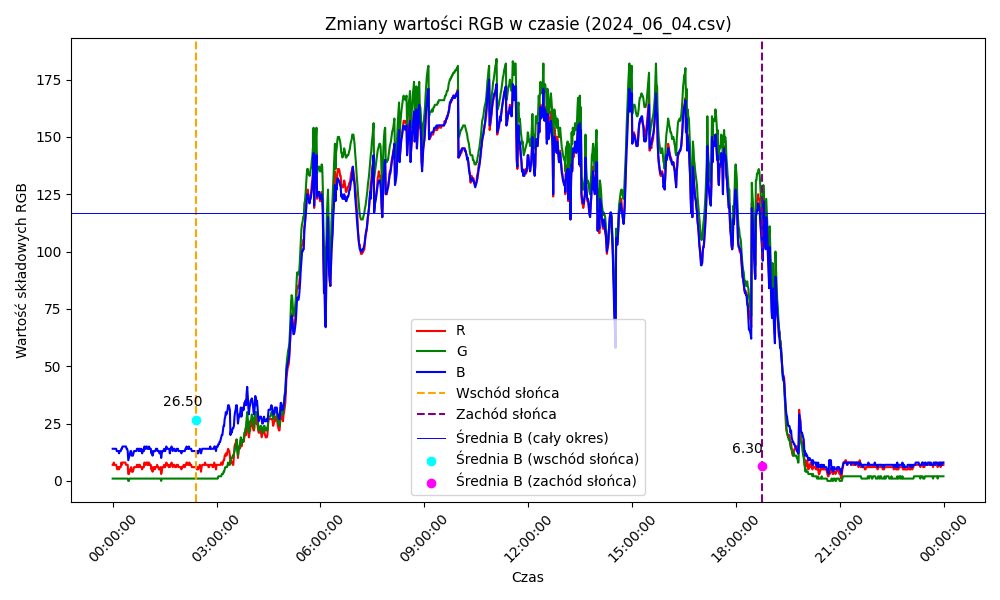 Zmiany wartości RGB w czasie (2024_06_04.csv)
Wartość składowych RGB
175
150
125
100
75
50
25
0
26.50
6.30
R
G
B
Wschód słońca
Zachód słońca
Średnia B (cały okres)
Średnia B (wschód słońca)
Średnia B (zachód słońca)
00:00:00
03:00:00
06:00:00
09:00:00
12:00:00
15:00:00
18:00:00
21:00:00
00:00:00
Czas